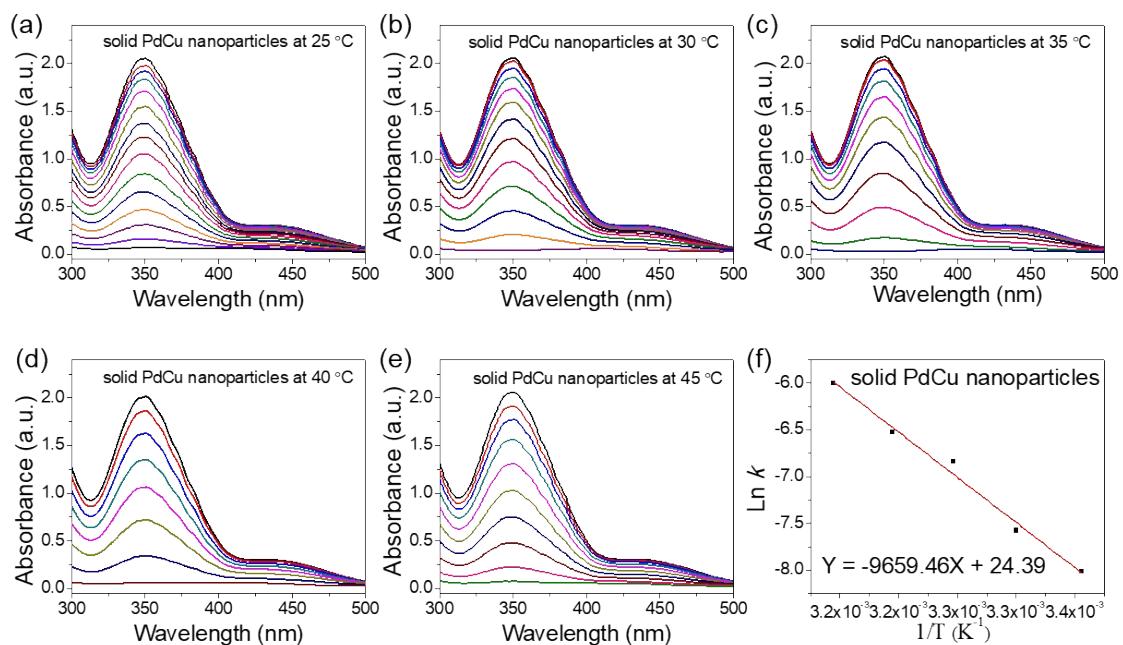 (a)
solid PdCu nanoparticles at 25 °C
Absorbance (a.u.)
2.0
1.5
1.0
0.5
0.0
300 350 400 450 500
Wavelength (nm)
(b)
solid PdCu nanoparticles at 30 °C
Absorbance (a.u.)
2.0
1.5
1.0
0.5
0.0
300 350 400 450 500
Wavelength (nm)
(c)
solid PdCu nanoparticles at 35 °C
Absorbance (a.u.)
2.0
1.5
1.0
0.5
0.0
300 350 400 450 500
Wavelength (nm)
(d)
solid PdCu nanoparticles at 40 °C
Absorbance (a.u.)
2.0
1.5
1.0
0.5
0.0
300 350 400 450 500
Wavelength (nm)
(e)
solid PdCu nanoparticles at 45 °C
Absorbance (a.u.)
2.0
1.5
1.0
0.5
0.0
300 350 400 450 500
Wavelength (nm)
(f)
solid PdCu nanoparticles
Ln k
-6.0
-6.5
-7.0
-7.5
-8.0
Y = -9659.46X + 24.39
3.2x10⁻³ 3.2x10⁻³ 3.3x10⁻³ 3.3x10⁻³ 3.4x10⁻³
1/T (K⁻¹)